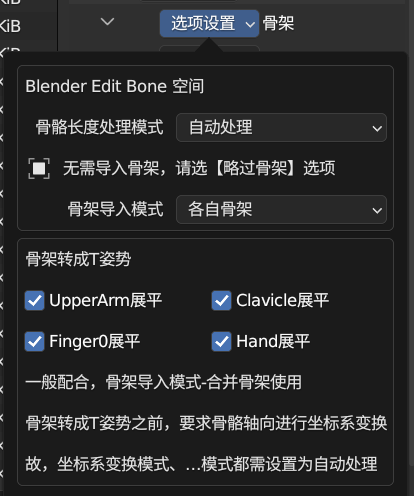 KiB
选项设置 骨架
KiB
Blender Edit Bone 空间
骨骼长度处理模式 自动处理
无需导入骨架，请选【略过骨架】选项
骨架导入模式 各自骨架
骨架转成T姿势
UpperArm展平 Clavicle展平
Finger0展平 Hand展平
一般配合，骨架导入模式-合并骨架使用
骨架转成T姿势之前，要求骨骼轴向进行坐标系变换
故，坐标系变换模式、…模式都需设置为自动处理